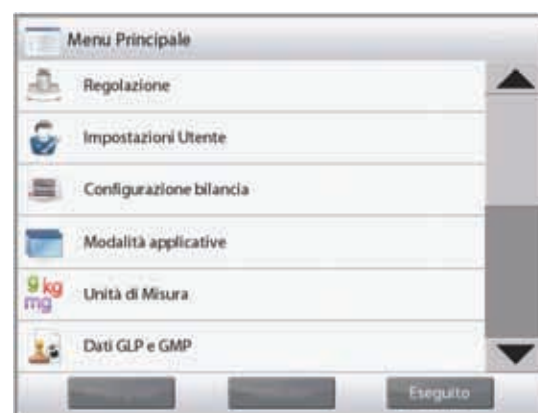 Menu Principale
Regolazione
Impostazioni Utente
Configurazione bilancia
Modalità applicative
g kg
mg
Unità di Misura
Dati GLP e GMP
Eseguito